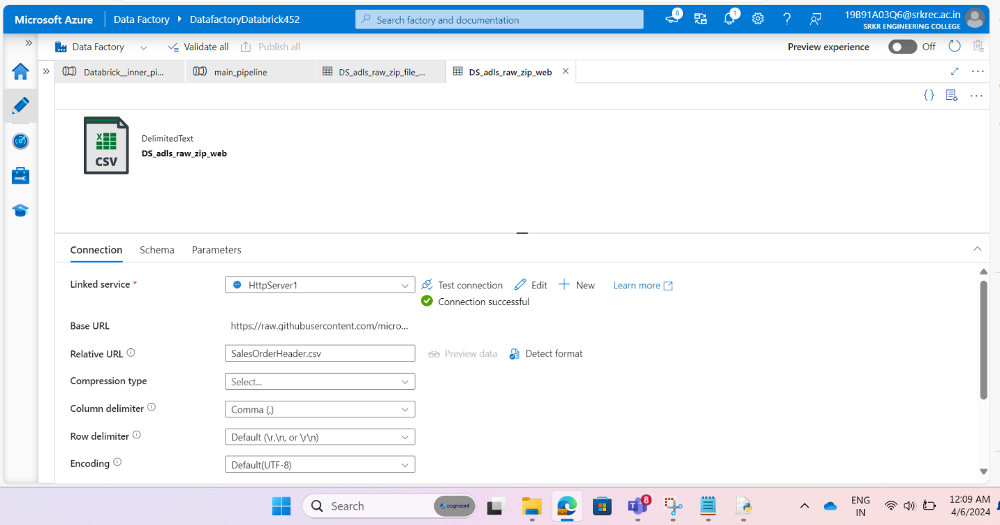 Microsoft Azure | Data Factory ▸ DatafactoryDatabrick452
Search factory and documentation
8
1
19B91A03Q6@srkrec.ac.in
SRKR ENGINEERING COLLEGE
Data Factory Validate all Publish all
Preview experience Off
Databrick__inner_pi... main_pipeline DS_adls_raw_zip_file_... DS_adls_raw_zip_web
CSV
DelimitedText
DS_adls_raw_zip_web
Connection Schema Parameters
Linked service * HttpServer1 Test connection Edit New Learn more
Connection successful
Base URL https://raw.githubusercontent.com/micro...
Relative URL SalesOrderHeader.csv Preview data Detect format
Compression type Select...
Column delimiter Comma (,)
Row delimiter Default (\r,\n, or \r\n)
Encoding Default(UTF-8)
Search cognizant 8
ENG
IN
12:09 AM
4/6/2024